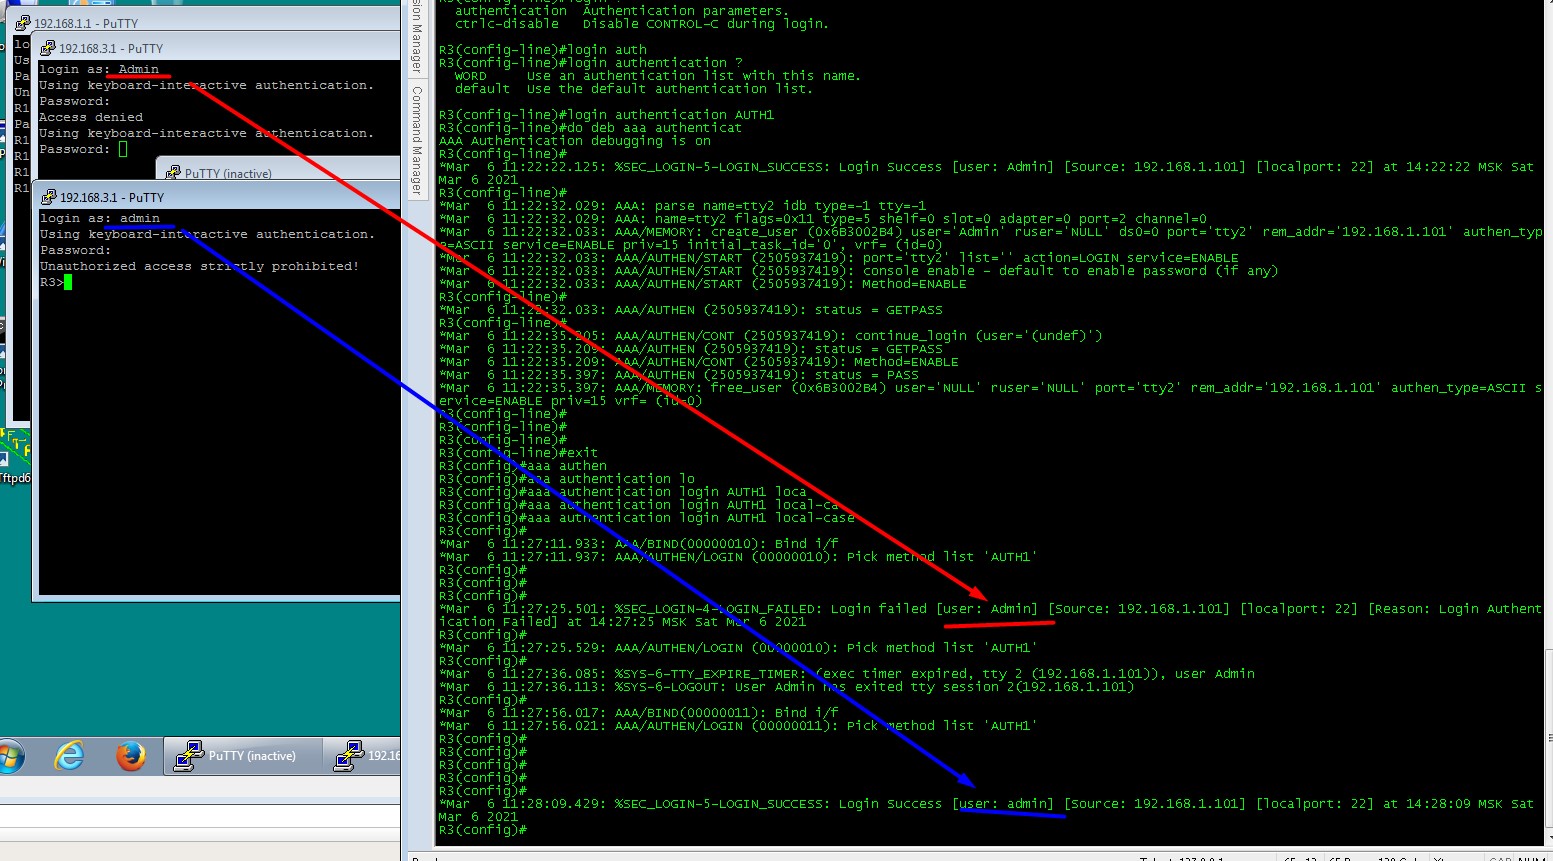 192.168.1.1 - PuTTY
lo
Us
Pa
Un
R1
Pa
R1
R1
R1
R1
192.168.3.1 - PuTTY
login as: Admin
Using keyboard-interactive authentication.
Password:
Access denied
Using keyboard-interactive authentication.
Password:
PuTTY (inactive)
192.168.3.1 - PuTTY
login as: admin
Using keyboard-interactive authentication.
Password:
Unauthorized access strictly prohibited!
R3>
Tftpd6
PuTTY (inactive)
192.16
sion Manager
Command Manager
R3(config-line)#login ?
  authentication  Authentication parameters.
  ctrlc-disable   Disable CONTROL-C during login.
R3(config-line)#login auth
R3(config-line)#login authentication ?
  WORD     Use an authentication list with this name.
  default  Use the default authentication list.
R3(config-line)#login authentication AUTH1
R3(config-line)#do deb aaa authenticat
AAA Authentication debugging is on
R3(config-line)#
*Mar  6 11:22:22.125: %SEC_LOGIN-5-LOGIN_SUCCESS: Login Success [user: Admin] [Source: 192.168.1.101] [localport: 22] at 14:22:22 MSK Sat
Mar 6 2021
R3(config-line)#
*Mar  6 11:22:32.029: AAA: parse name=tty2 idb type=-1 tty=-1
*Mar  6 11:22:32.029: AAA: name=tty2 flags=0x11 type=5 shelf=0 slot=0 adapter=0 port=2 channel=0
*Mar  6 11:22:32.033: AAA/MEMORY: create_user (0x6B3002B4) user='Admin' ruser='NULL' ds0=0 port='tty2' rem_addr='192.168.1.101' authen_typ
e=ASCII service=ENABLE priv=15 initial_task_id='0', vrf= (id=0)
*Mar  6 11:22:32.033: AAA/AUTHEN/START (2505937419): port='tty2' list='' action=LOGIN service=ENABLE
*Mar  6 11:22:32.033: AAA/AUTHEN/START (2505937419): console enable - default to enable password (if any)
*Mar  6 11:22:32.033: AAA/AUTHEN/START (2505937419): Method=ENABLE
R3(config-line)#
*Mar  6 11:22:32.033: AAA/AUTHEN (2505937419): status = GETPASS
R3(config-line)#
*Mar  6 11:22:35.205: AAA/AUTHEN/CONT (2505937419): continue_login (user='(undef)')
*Mar  6 11:22:35.209: AAA/AUTHEN (2505937419): status = GETPASS
*Mar  6 11:22:35.209: AAA/AUTHEN/CONT (2505937419): Method=ENABLE
*Mar  6 11:22:35.397: AAA/AUTHEN (2505937419): status = PASS
*Mar  6 11:22:35.397: AAA/MEMORY: free_user (0x6B3002B4) user='NULL' ruser='NULL' port='tty2' rem_addr='192.168.1.101' authen_type=ASCII s
ervice=ENABLE priv=15 vrf= (id=0)
R3(config-line)#
R3(config-line)#
R3(config-line)#
R3(config-line)#exit
R3(config)#aaa authen
R3(config)#aaa authentication lo
R3(config)#aaa authentication login AUTH1 loca
R3(config)#aaa authentication login AUTH1 local-ca
R3(config)#aaa authentication login AUTH1 local-case
R3(config)#
*Mar  6 11:27:11.933: AAA/BIND(00000010): Bind i/f
*Mar  6 11:27:11.937: AAA/AUTHEN/LOGIN (00000010): Pick method list 'AUTH1'
R3(config)#
R3(config)#
R3(config)#
*Mar  6 11:27:25.501: %SEC_LOGIN-4-LOGIN_FAILED: Login failed [user: Admin] [Source: 192.168.1.101] [localport: 22] [Reason: Login Authent
ication Failed] at 14:27:25 MSK Sat Mar 6 2021
R3(config)#
*Mar  6 11:27:25.529: AAA/AUTHEN/LOGIN (00000010): Pick method list 'AUTH1'
R3(config)#
*Mar  6 11:27:36.085: %SYS-6-TTY_EXPIRE_TIMER: (exec timer expired, tty 2 (192.168.1.101)), user Admin
*Mar  6 11:27:36.113: %SYS-6-LOGOUT: User Admin has exited tty session 2(192.168.1.101)
R3(config)#
*Mar  6 11:27:56.017: AAA/BIND(00000011): Bind i/f
*Mar  6 11:27:56.021: AAA/AUTHEN/LOGIN (00000011): Pick method list 'AUTH1'
R3(config)#
R3(config)#
R3(config)#
R3(config)#
R3(config)#
*Mar  6 11:28:09.429: %SEC_LOGIN-5-LOGIN_SUCCESS: Login Success [user: admin] [Source: 192.168.1.101] [localport: 22] at 14:28:09 MSK Sat
Mar 6 2021
R3(config)#